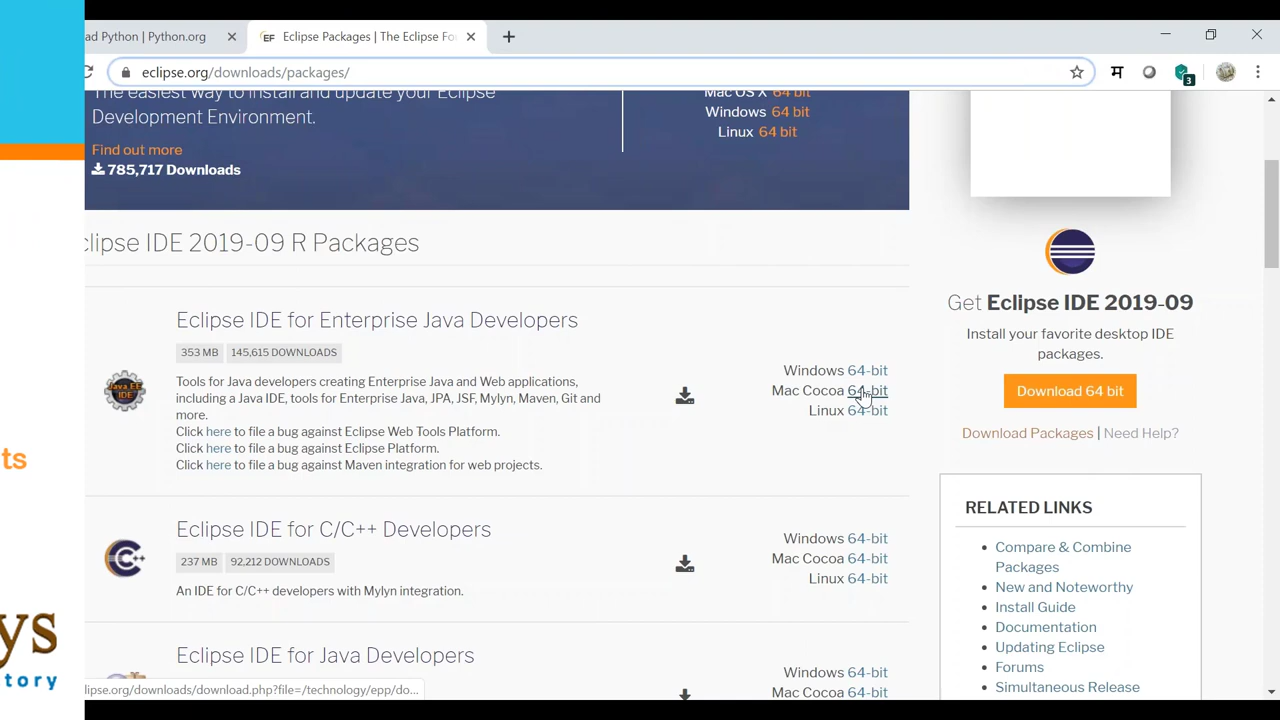 ad Python | Python.org
EF Eclipse Packages | The Eclipse Fo
eclipse.org/downloads/packages/
म
3
The easiest way to install and update your Eclipse
Development Environment.
Find out more
785,717 Downloads
Mac OS X 64 bit
Windows 64 bit
Linux 64 bit
clipse IDE 2019-09 R Packages
Eclipse IDE for Enterprise Java Developers
353 MB 145,615 DOWNLOADS
Java EE
IDE
Tools for Java developers creating Enterprise Java and Web applications,
including a Java IDE, tools for Enterprise Java, JPA, JSF, Mylyn, Maven, Git and
more.
Click here to file a bug against Eclipse Web Tools Platform.
Click here to file a bug against Eclipse Platform.
Click here to file a bug against Maven integration for web projects.
Windows 64-bit
Mac Cocoa 64-bit
Linux 64-bit
Eclipse IDE for C/C++ Developers
237 MB 92,212 DOWNLOADS
C++
An IDE for C/C++ developers with Mylyn integration.
Windows 64-bit
Mac Cocoa 64-bit
Linux 64-bit
Eclipse IDE for Java Developers
Windows 64-bit
Mac Cocoa 64-bit
lipse.org/downloads/download.php?file=/technology/epp/do...
Get Eclipse IDE 2019-09
Install your favorite desktop IDE
packages.
Download 64 bit
Download Packages | Need Help?
RELATED LINKS
Compare & Combine
Packages
New and Noteworthy
Install Guide
Documentation
Updating Eclipse
Forums
Simultaneous Release
ts
ys
tory